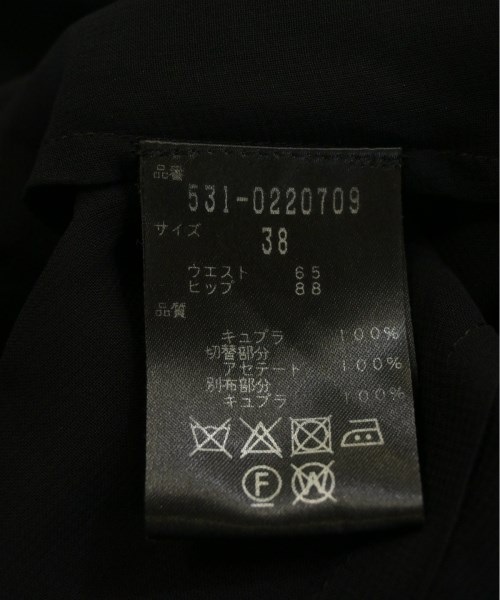 品番
531-0220709
サイズ
38
ウエスト 65
ヒップ 88
品質
キュプラ 100%
切替部分
アセテート 100%
別布部分
キュプラ 100%
F W